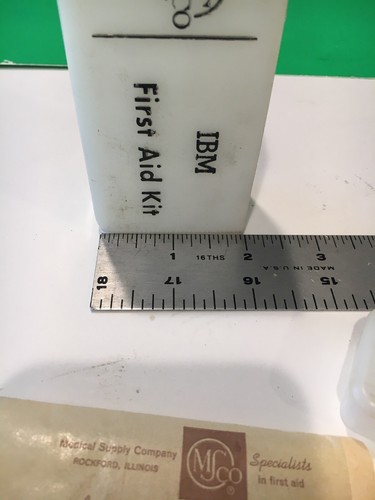 MSCO
First Aid Kit
IBM
1 16THS 2 3
MADE IN U.S.A.
18 17 16 15
Medical Supply Company
ROCKFORD, ILLINOIS
MSCO
Specialists
in first aid